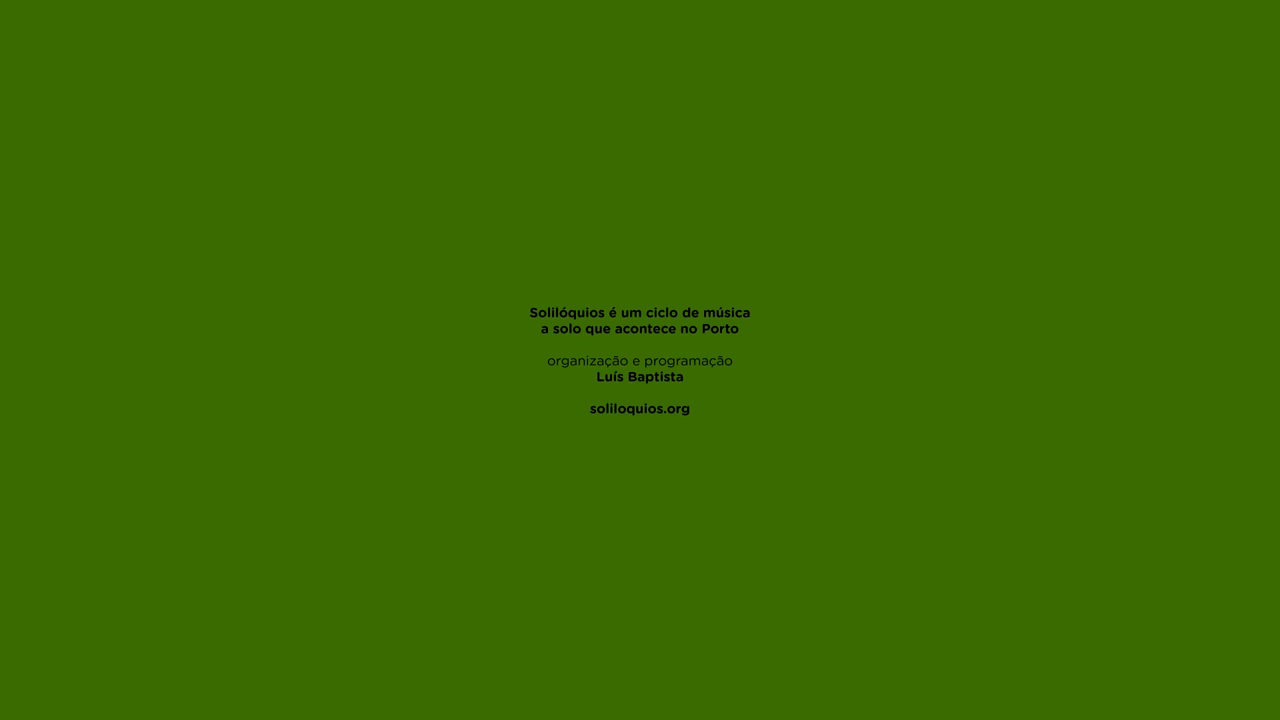 Solilóquios é um ciclo de música
a solo que acontece no Porto
organização e programação
Luís Baptista
soliloquios.org